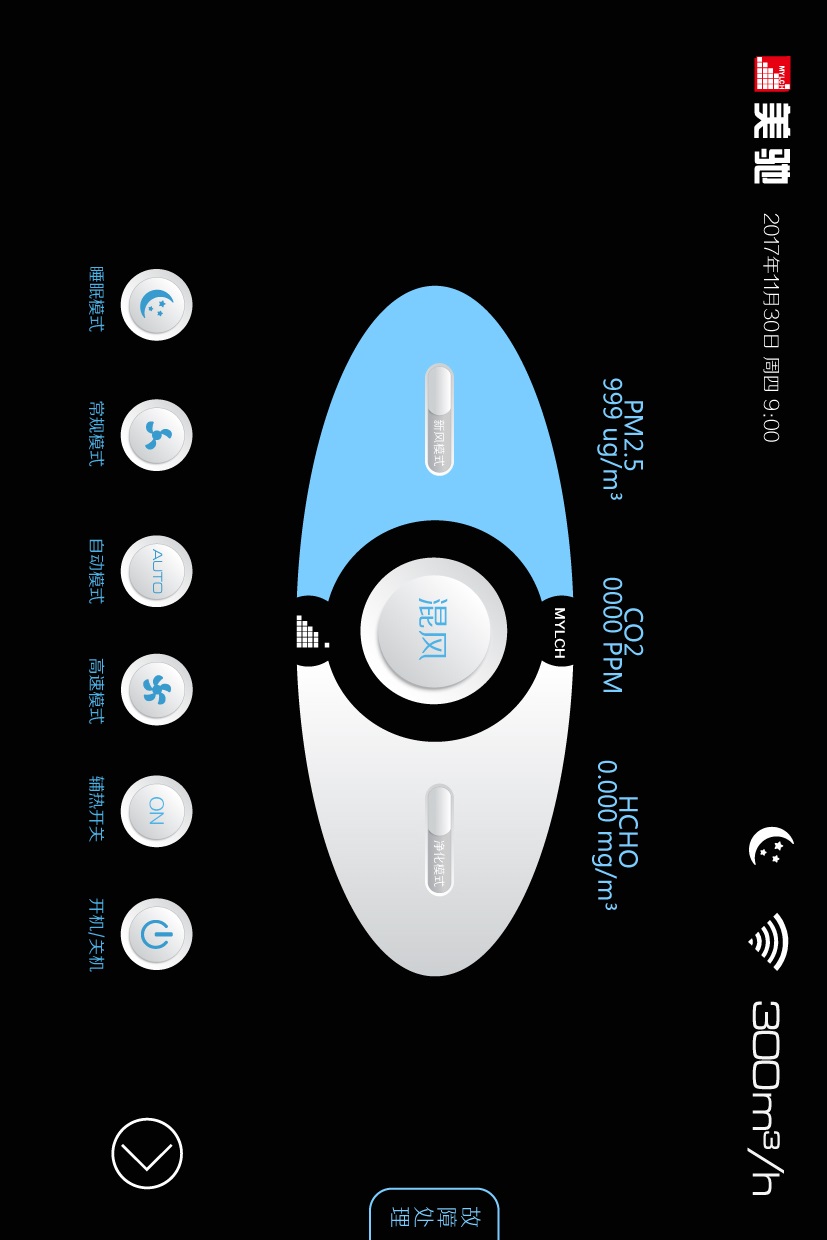 MYLCH
美驰
2017年11月30日 周四 9:00
300m³/h
PM2.5
999 ug/m³
CO2
0000 PPM
HCHO
0.000 mg/m³
MYLCH
新风模式
混风
净化模式
故障处理
AUTO
ON
睡眠模式
常规模式
自动模式
高速模式
辅热开关
开机/关机